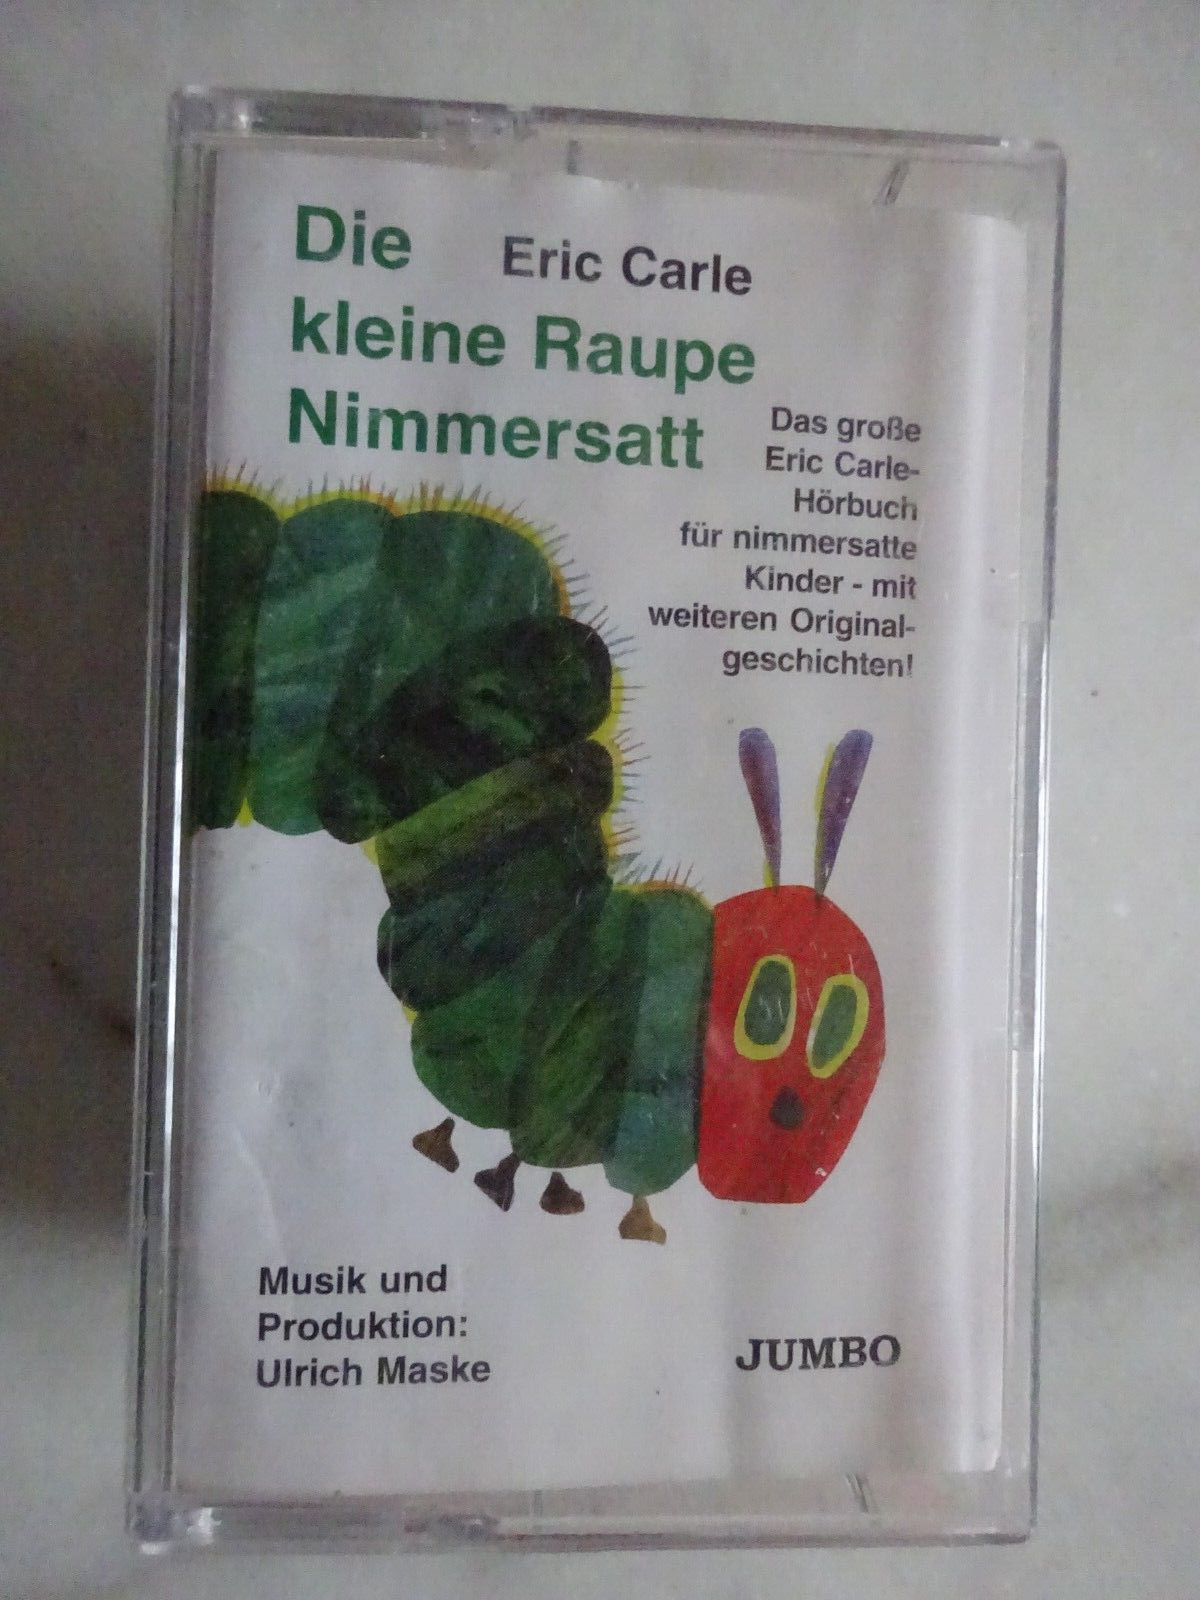 Die
Eric Carle
kleine Raupe
Nimmersatt
Das große
Eric Carle-
Hörbuch
für nimmersatte
Kinder - mit
weiteren Original-
geschichten!
Musik und
Produktion:
Ulrich Maske
JUMBO